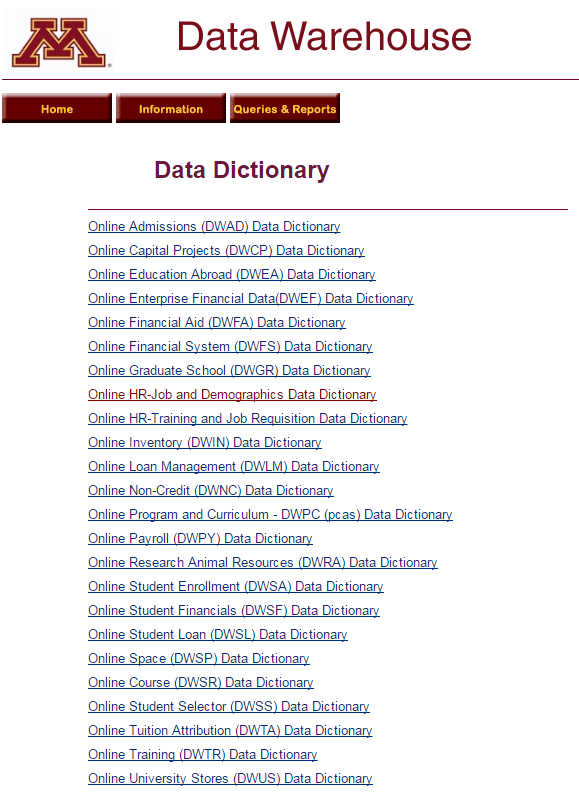 M
Data Warehouse
Home Information Queries & Reports
Data Dictionary
Online Admissions (DWAD) Data Dictionary
Online Capital Projects (DWCP) Data Dictionary
Online Education Abroad (DWEA) Data Dictionary
Online Enterprise Financial Data(DWEF) Data Dictionary
Online Financial Aid (DWFA) Data Dictionary
Online Financial System (DWFS) Data Dictionary
Online Graduate School (DWGR) Data Dictionary
Online HR-Job and Demographics Data Dictionary
Online HR-Training and Job Requisition Data Dictionary
Online Inventory (DWIN) Data Dictionary
Online Loan Management (DWLM) Data Dictionary
Online Non-Credit (DWNC) Data Dictionary
Online Program and Curriculum - DWPC (pcas) Data Dictionary
Online Payroll (DWPY) Data Dictionary
Online Research Animal Resources (DWRA) Data Dictionary
Online Student Enrollment (DWSA) Data Dictionary
Online Student Financials (DWSF) Data Dictionary
Online Student Loan (DWSL) Data Dictionary
Online Space (DWSP) Data Dictionary
Online Course (DWSR) Data Dictionary
Online Student Selector (DWSS) Data Dictionary
Online Tuition Attribution (DWTA) Data Dictionary
Online Training (DWTR) Data Dictionary
Online University Stores (DWUS) Data Dictionary